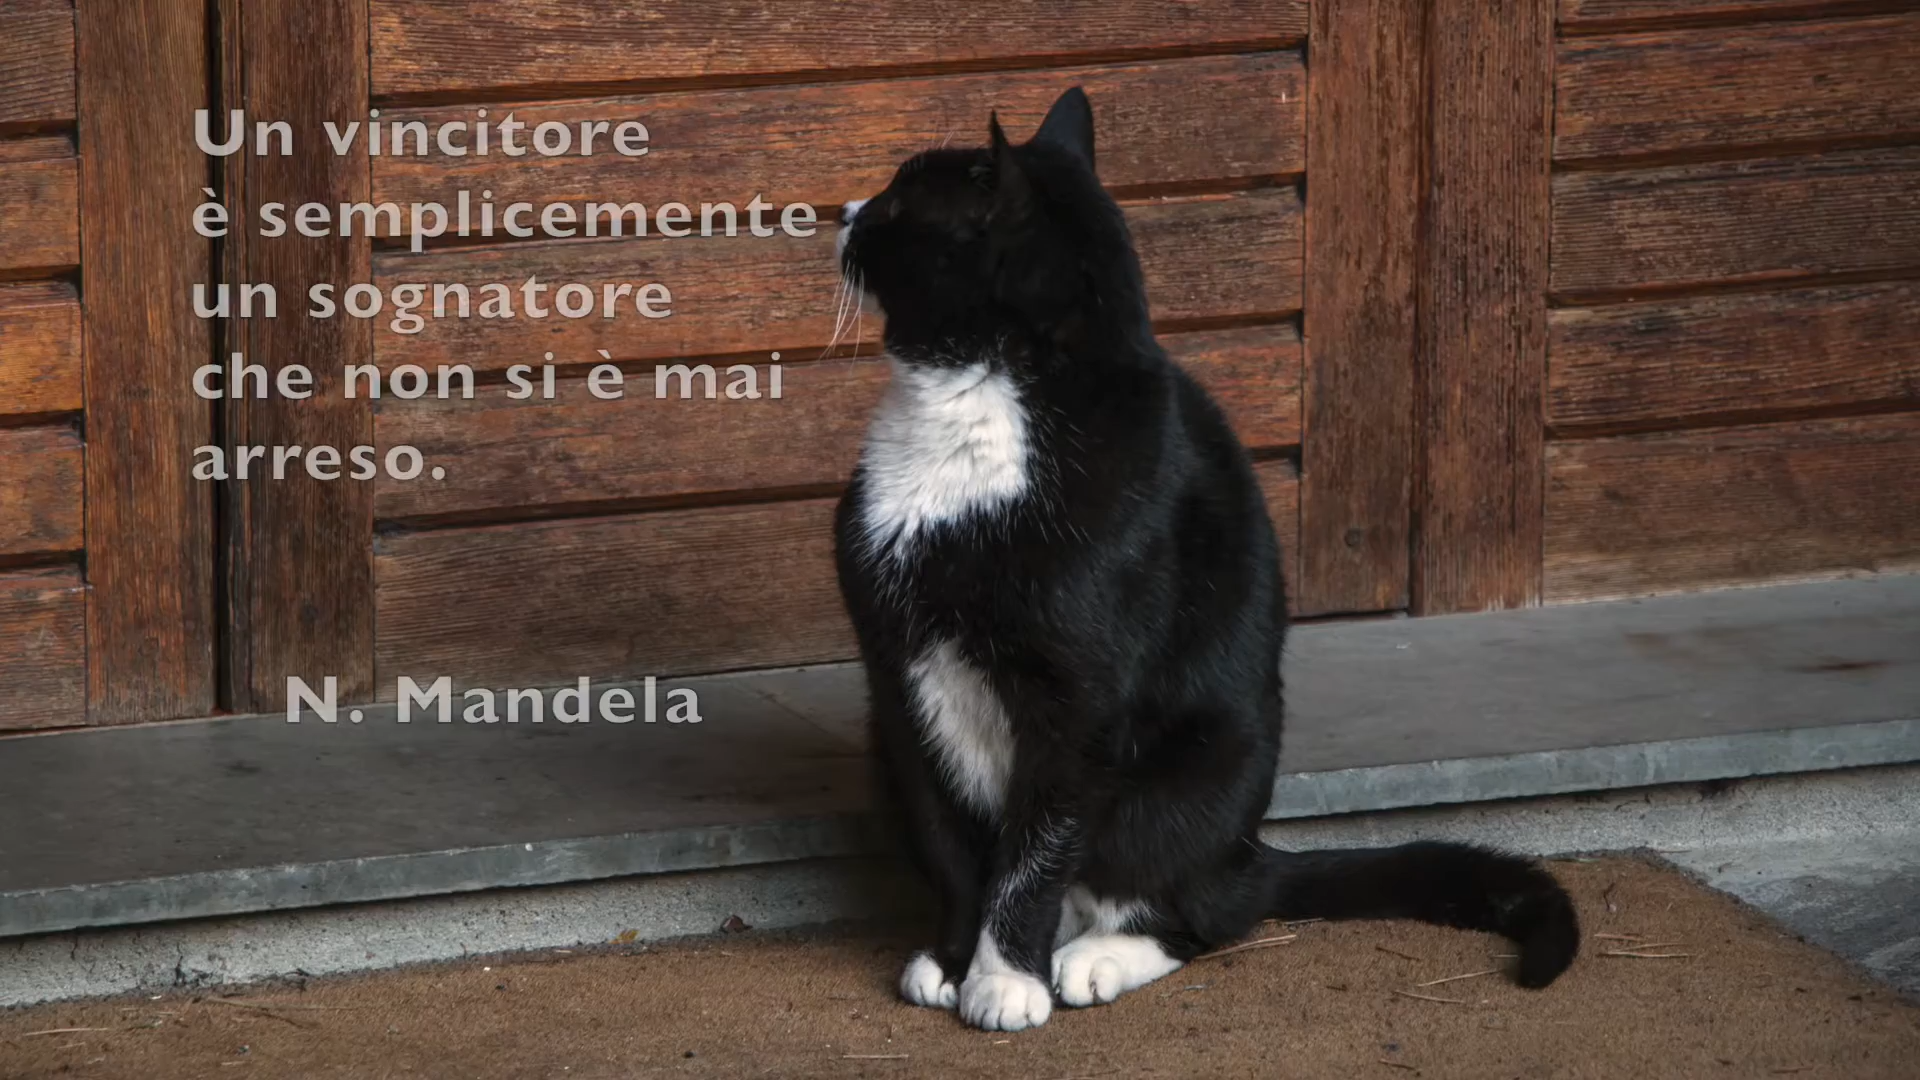 Un vincitore
è semplicemente
un sognatore
che non si è mai
arreso.
N. Mandela